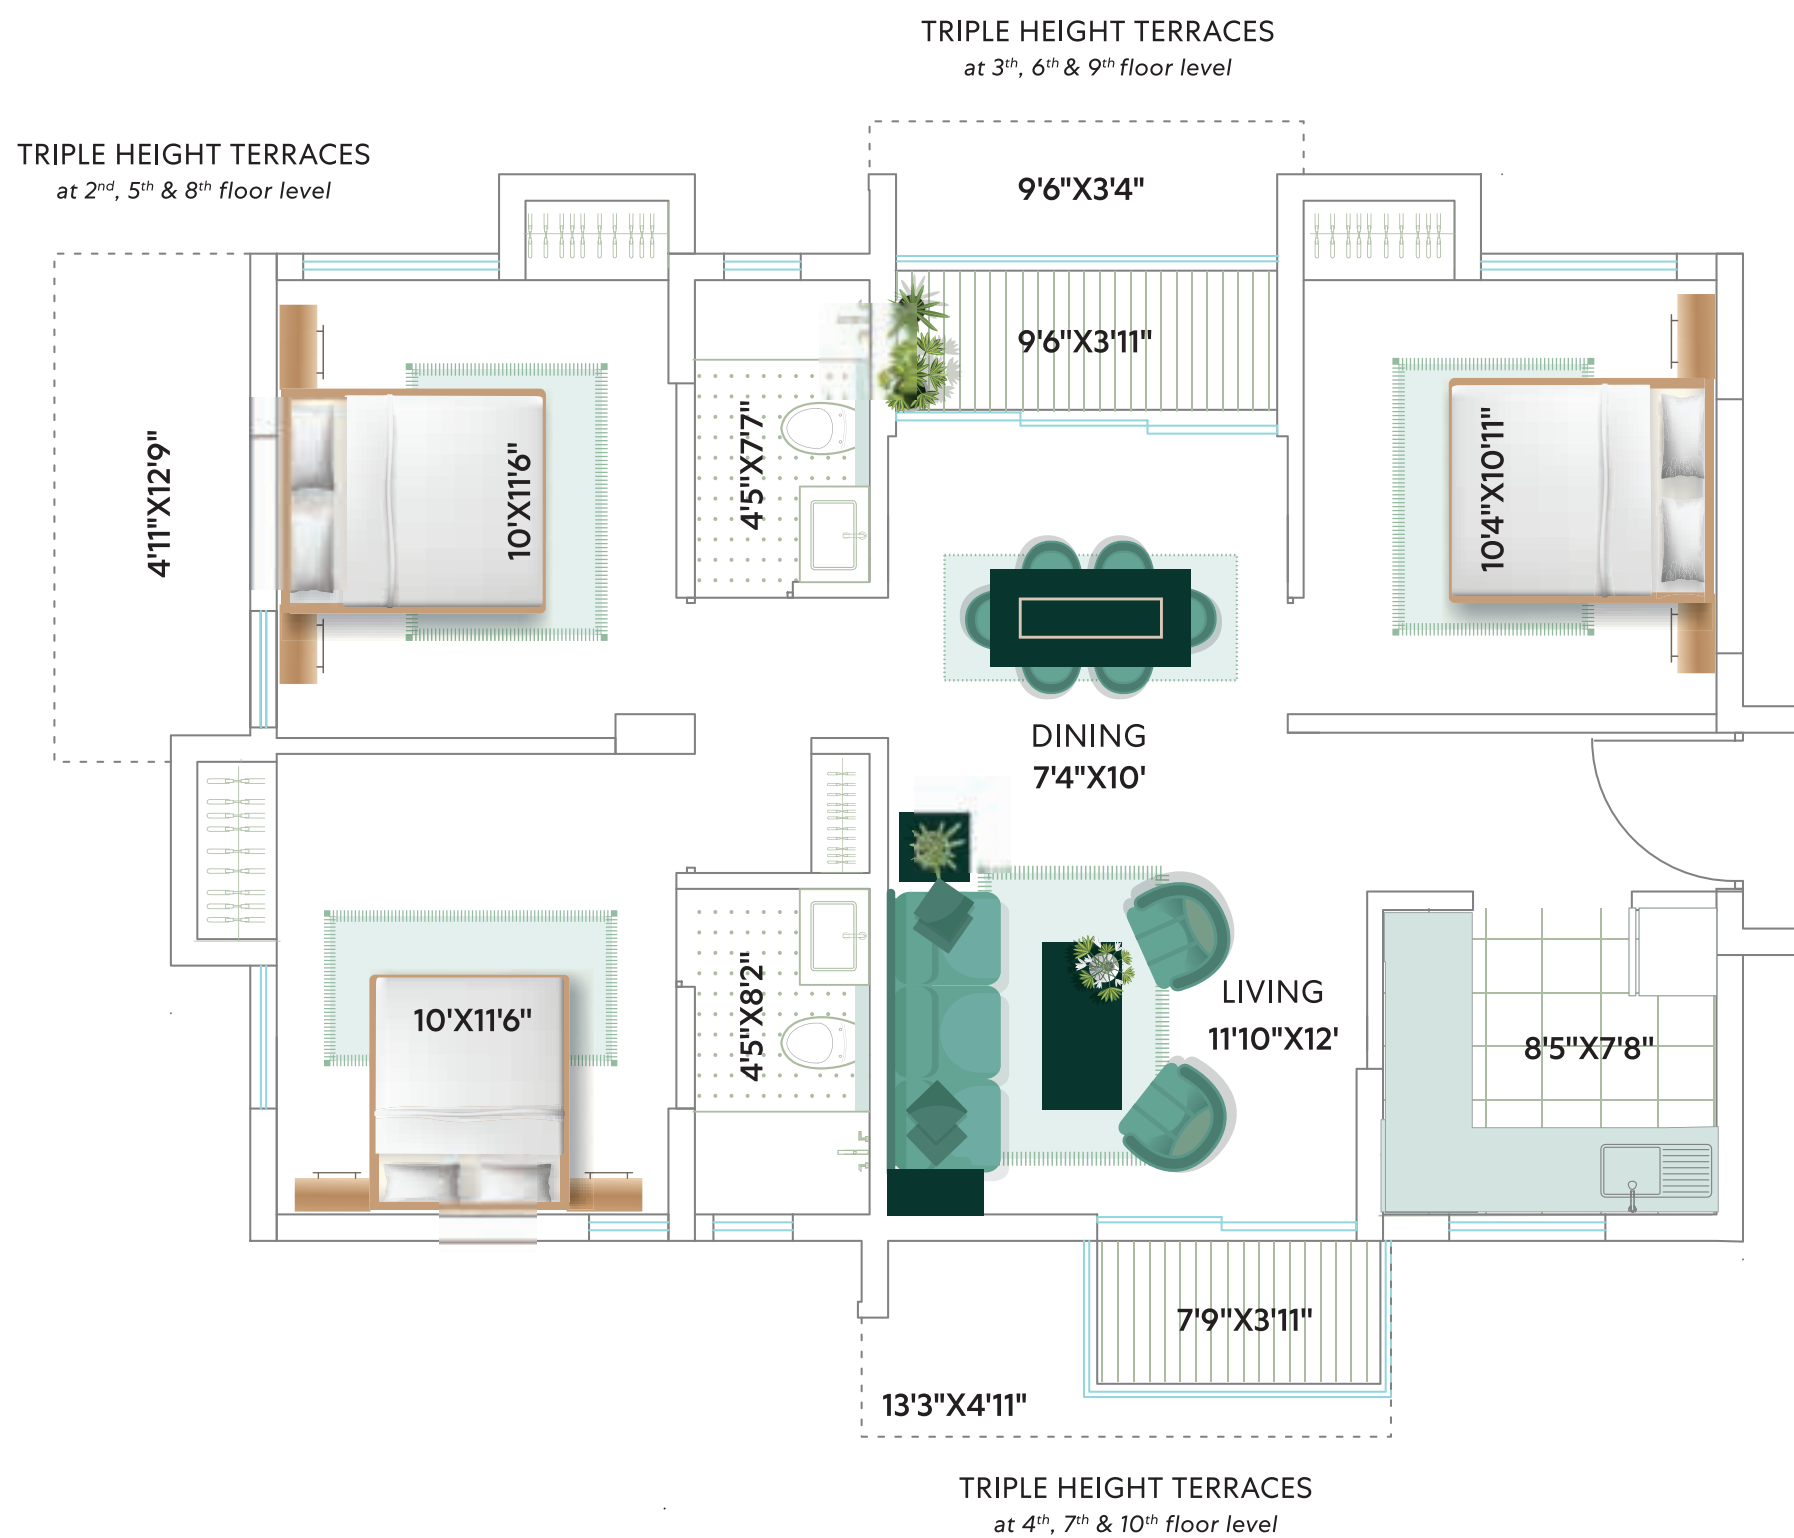 TRIPLE HEIGHT TERRACES
at 3th, 6th & 9th floor level
TRIPLE HEIGHT TERRACES
at 2nd, 5th & 8th floor level
9'6"X3'4"
9'6"X3'11"
4'11"X12'9"
10'X11'6"
4'5"X7'7"
10'4"X10'11"
DINING
7'4"X10'
10'X11'6"
4'5"X8'2"
LIVING
11'10"X12'
8'5"X7'8"
7'9"X3'11"
13'3"X4'11"
TRIPLE HEIGHT TERRACES
at 4th, 7th & 10th floor level